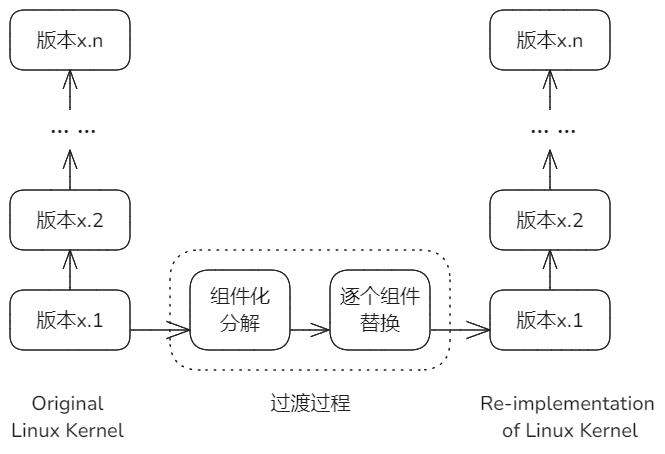 版本x.n
版本x.n
... ...
... ...
版本x.2
版本x.2
组件化
分解
逐个组件
替换
版本x.1
版本x.1
Original
Linux Kernel
过渡过程
Re-implementation
of Linux Kernel